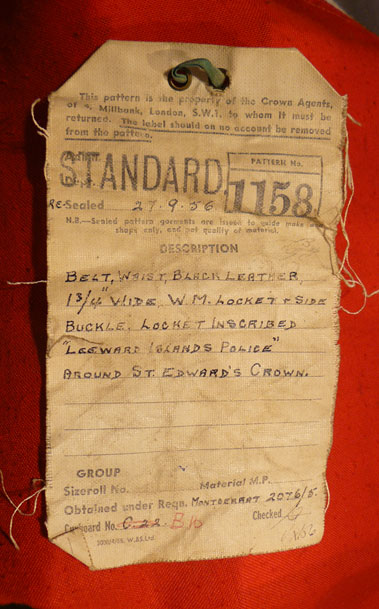 This pattern is the property of the Crown Agents,
of 4, Millbank, London, S.W.1, to whom it must be
returned. The label should on no account be removed
from the pattern.
STANDARD
PATTERN No.
1158
RE-Sealed 27.9.56
N.B.—Sealed pattern garments are issued to guide make and
shape only, and not quality of material.
DESCRIPTION
BELT, WAIST, BLACK LEATHER,
1 3/4" WIDE W.M. LOCKET & SIDE
BUCKLE. LOCKET INSCRIBED
"LEEWARD ISLANDS POLICE"
AROUND ST. EDWARD'S CROWN.
GROUP
Sizeroll No. Material M.P.
Obtained under Reqn. MONTSERRAT 2076/5
Cupboard No. C 22 B10 Checked